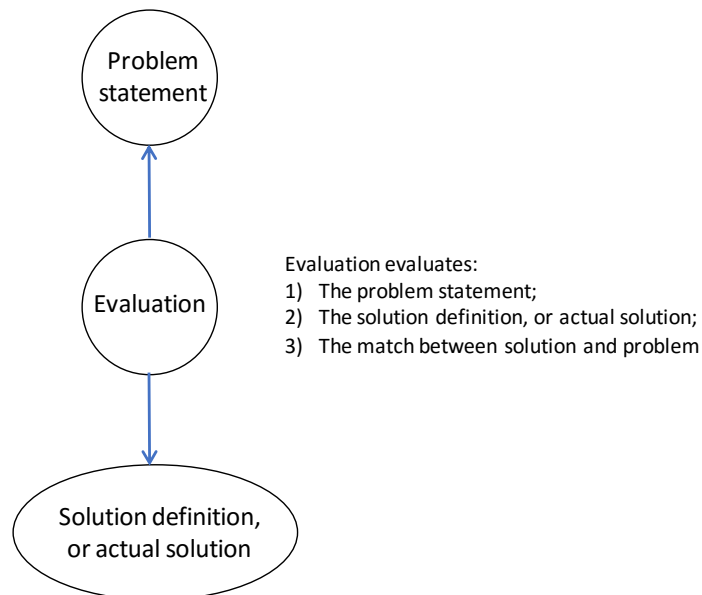 Problem
statement
Evaluation
Evaluation evaluates:
1) The problem statement;
2) The solution definition, or actual solution;
3) The match between solution and problem
Solution definition,
or actual solution